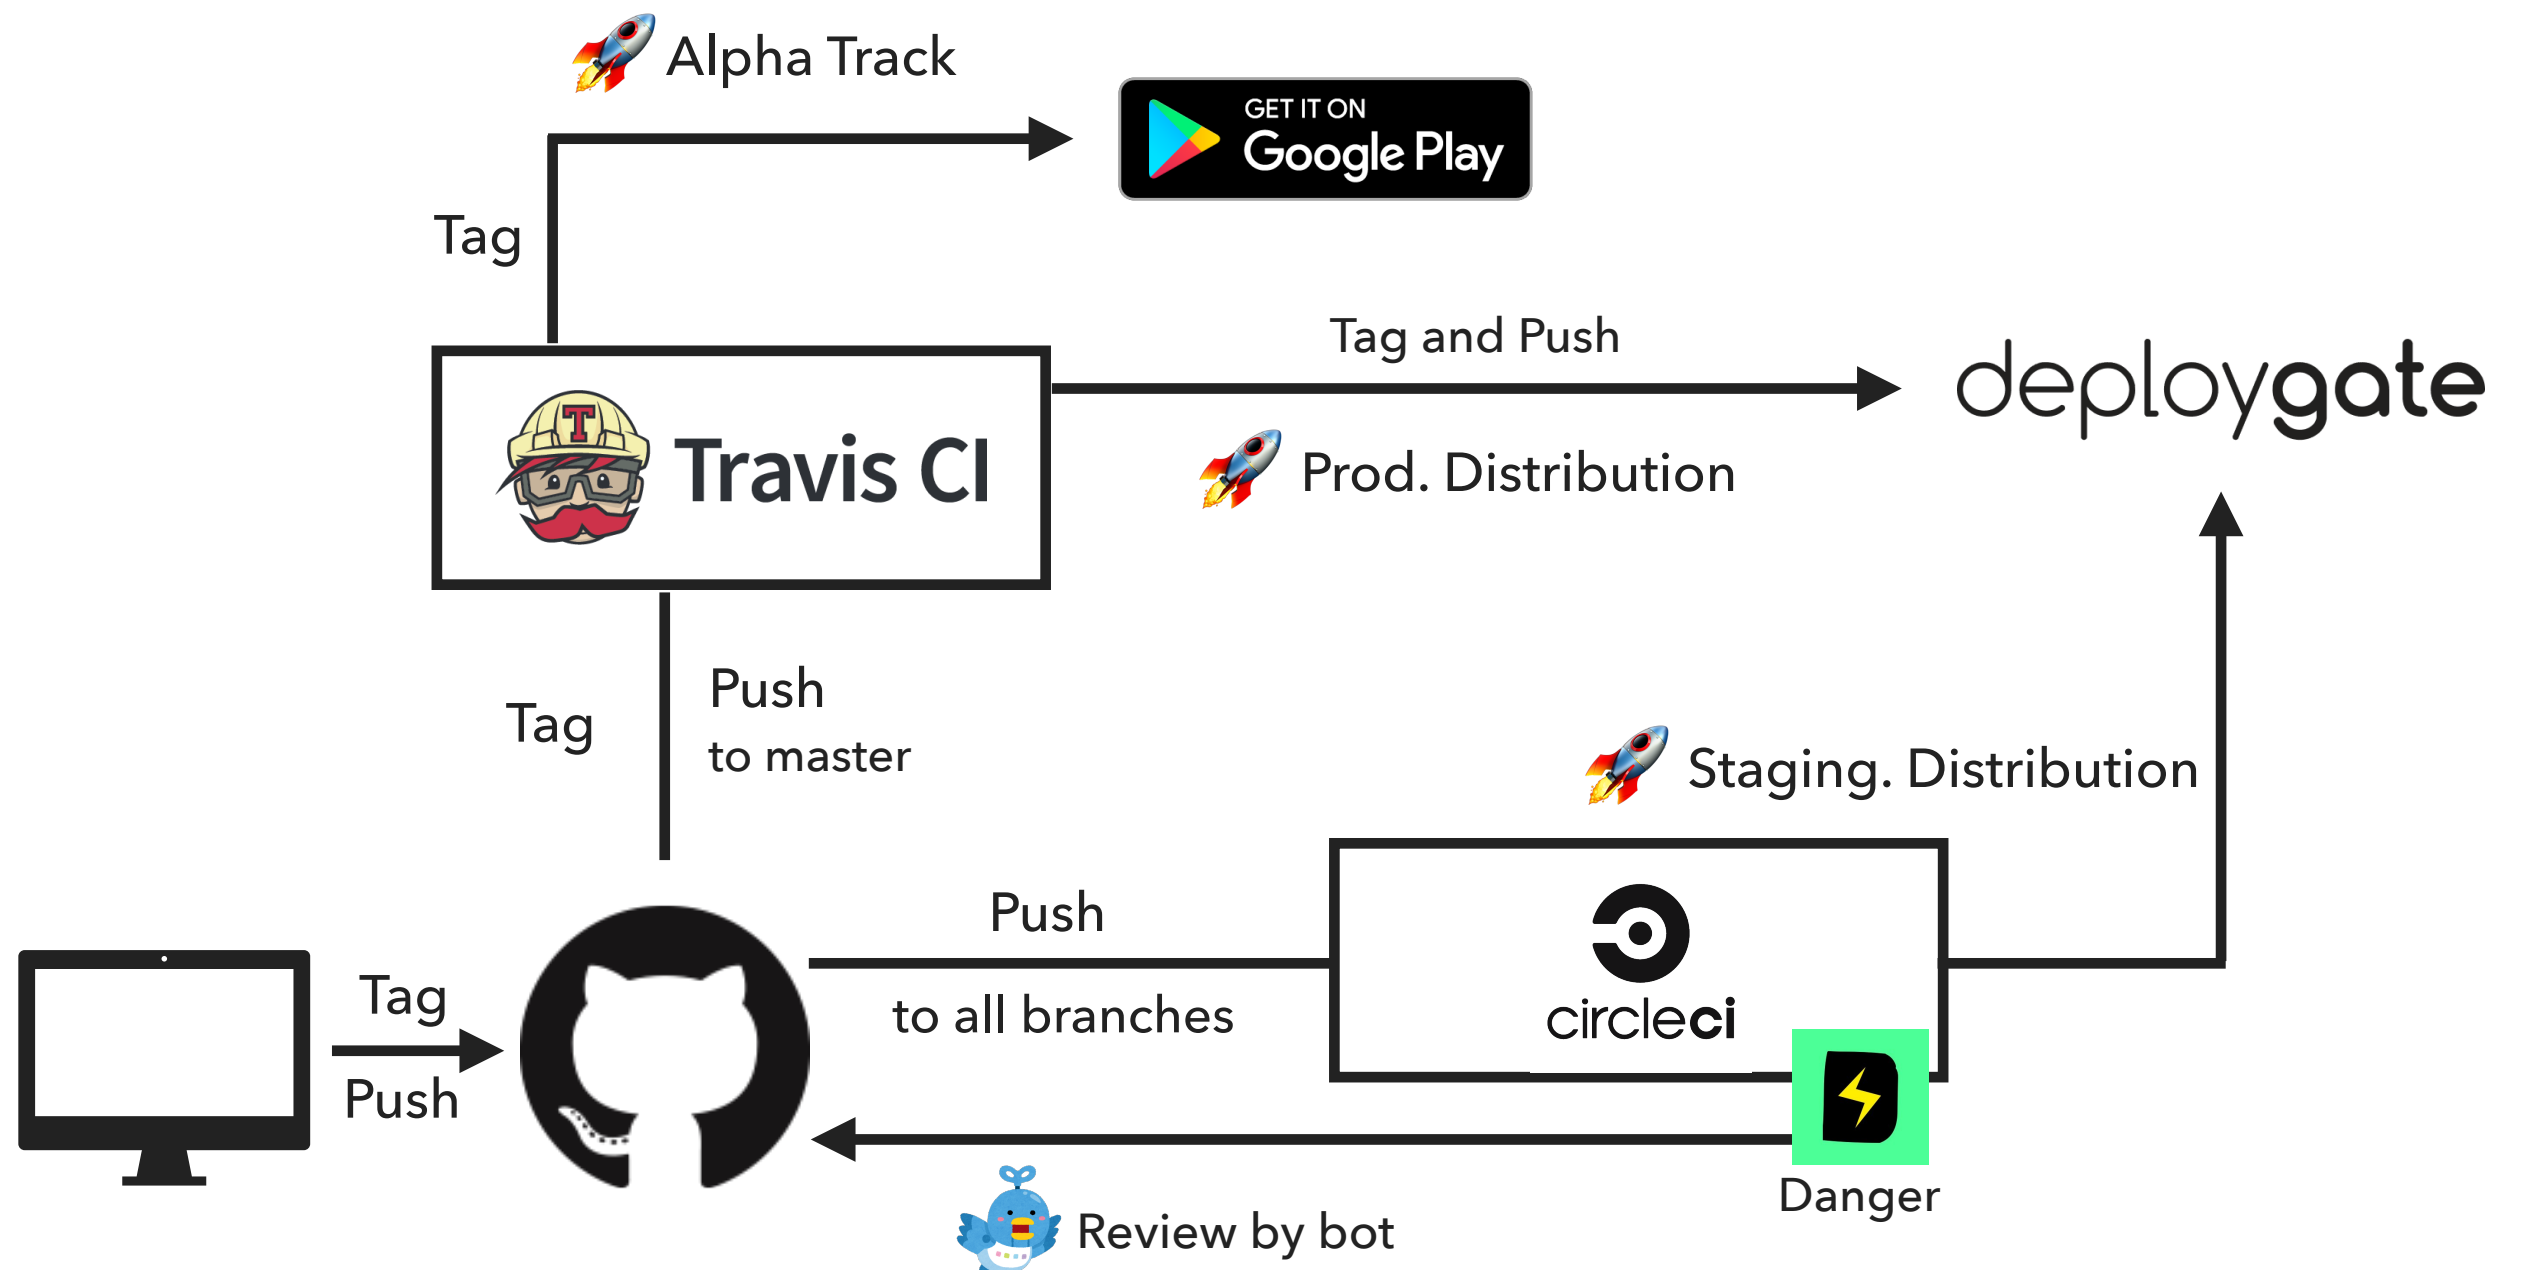 Alpha Track
GET IT ON
Google Play
Tag
Tag and Push
deploygate
T
Travis CI
Prod. Distribution
Push
to master
Tag
Staging. Distribution
Push
to all branches
circleci
Tag
Push
Danger
Review by bot